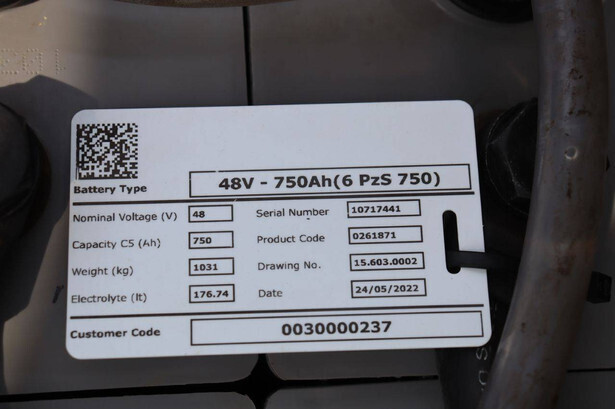 Battery Type 48V - 750Ah(6 PzS 750)
Nominal Voltage (V) 48 Serial Number 10717441
Capacity C5 (Ah) 750 Product Code 0261871
Weight (kg) 1031 Drawing No. 15.603.0002
Electrolyte (lt) 176.74 Date 24/05/2022
Customer Code 0030000237